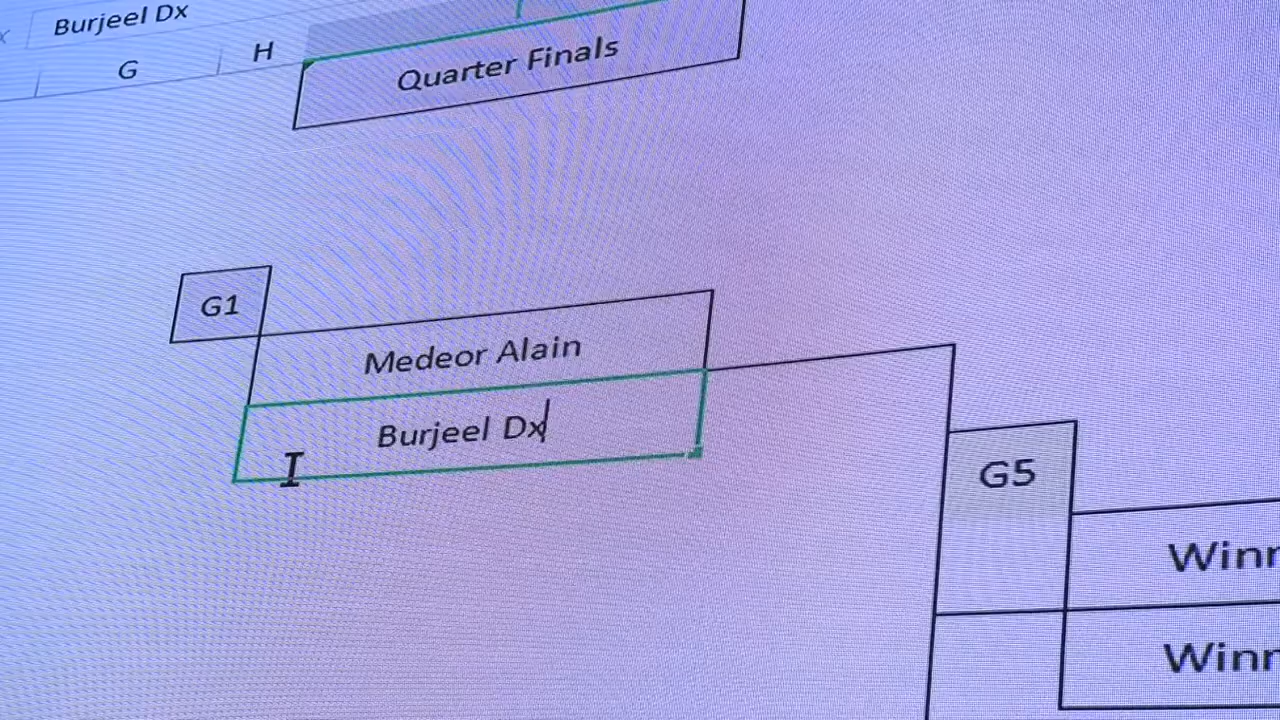 Burjeel Dx
G H
Quarter Finals
G1
Medeor Alain
Burjeel Dx
G5